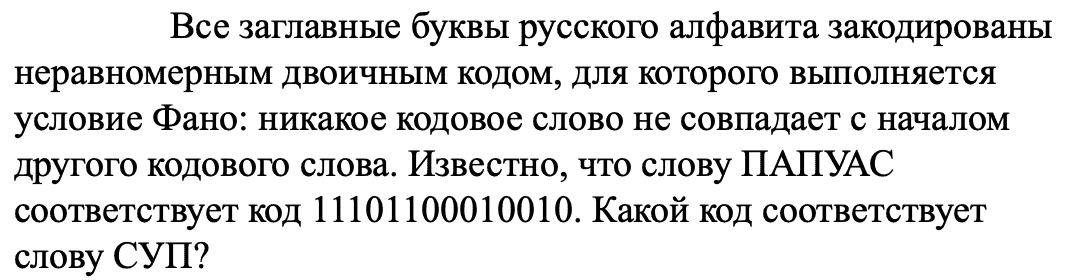 Все заглавные буквы русского алфавита закодированы
неравномерным двоичным кодом, для которого выполняется
условие Фано: никакое кодовое слово не совпадает с началом
другого кодового слова. Известно, что слову ПАПУАС
соответствует код 11101100010010. Какой код соответствует
слову СУП?